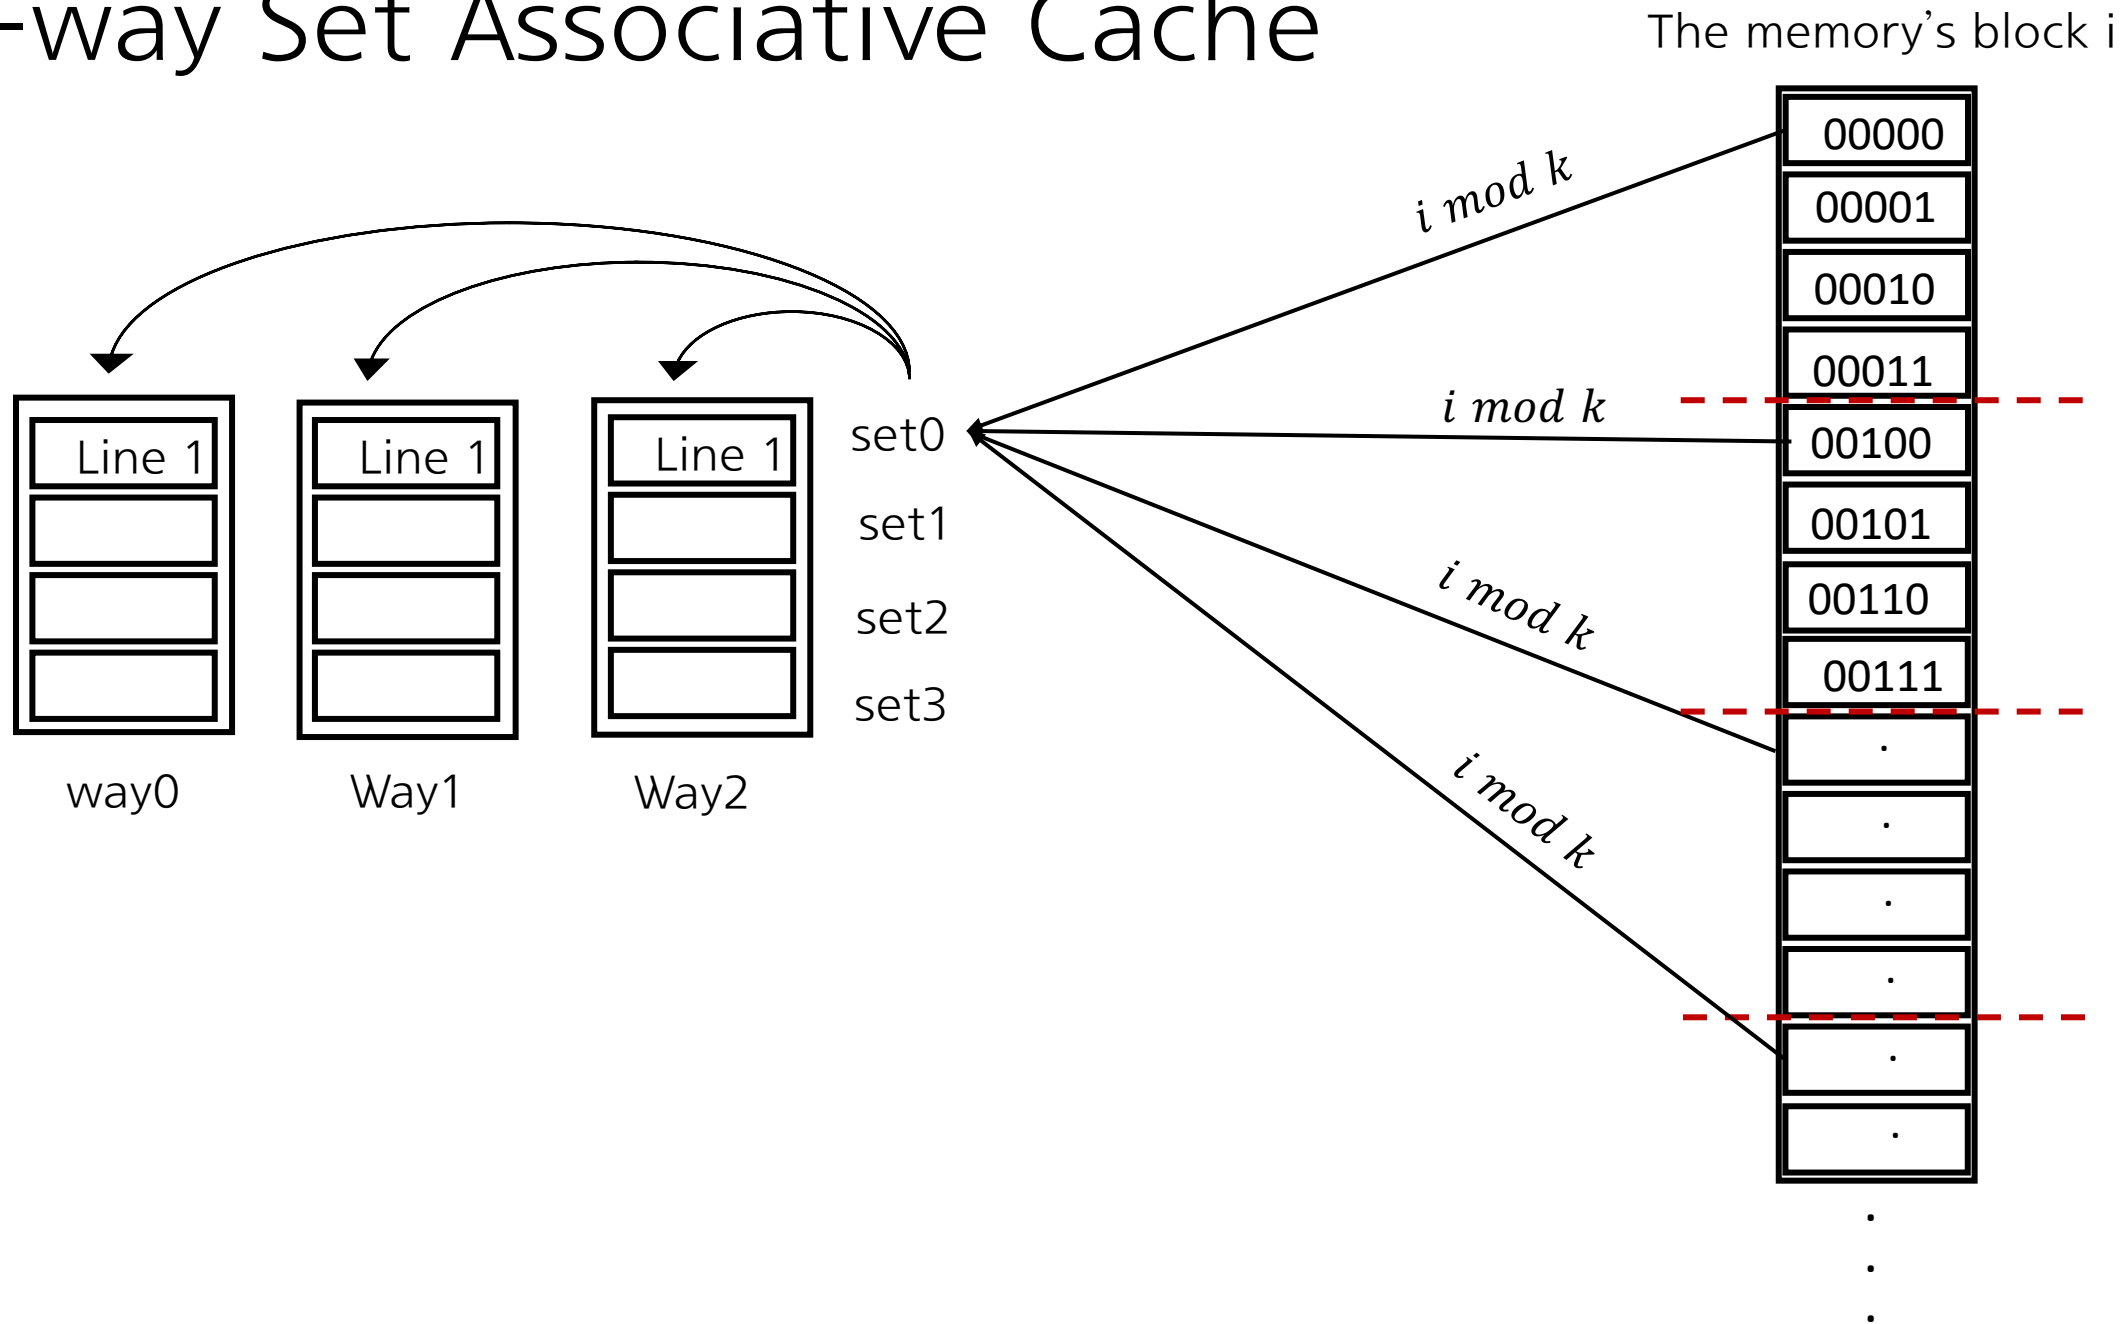 -way Set Associative Cache
The memory’s block i
00000
00001
00010
00011
00100
00101
00110
00111
.
.
.
.
.
.
.
.
.
i mod k
i mod k
i mod k
i mod k
Line 1
Line 1
Line 1
set0
set1
set2
set3
way0
Way1
Way2